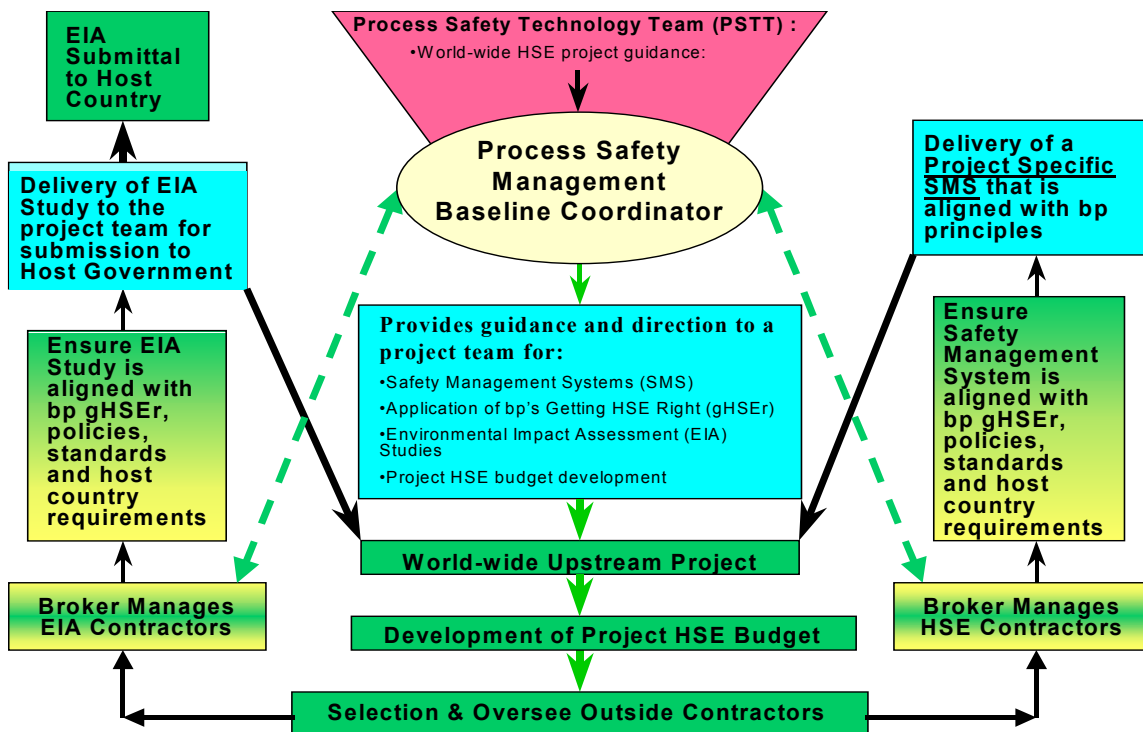 EIA
Submittal
to Host
Country
Process Safety Technology Team (PSTT) :
•World-wide HSE project guidance:
Process Safety
Management
Baseline Coordinator
Delivery of a
Project Specific
SMS that is
aligned with bp
principles
Delivery of EIA
Study to the
project team for
submission to
Host Government
Provides guidance and direction to a
project team for:
•Safety Management Systems (SMS)
•Application of bp's Getting HSE Right (gHSEr)
•Environmental Impact Assessment (EIA)
Studies
•Project HSE budget development
Ensure EIA
Study is
aligned with
bp gHSEr,
policies,
standards
and host
country
requirements
Ensure
Safety
Management
System is
aligned with
bp gHSEr,
policies,
standards
and host
country
requirements
World-wide Upstream Project
Broker Manages
EIA Contractors
Development of Project HSE Budget
Broker Manages
HSE Contractors
Selection & Oversee Outside Contractors